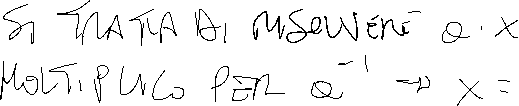 SI TRATTA DI RISOLVERE a · x
MOLTIPLICO PER a⁻¹ → x =